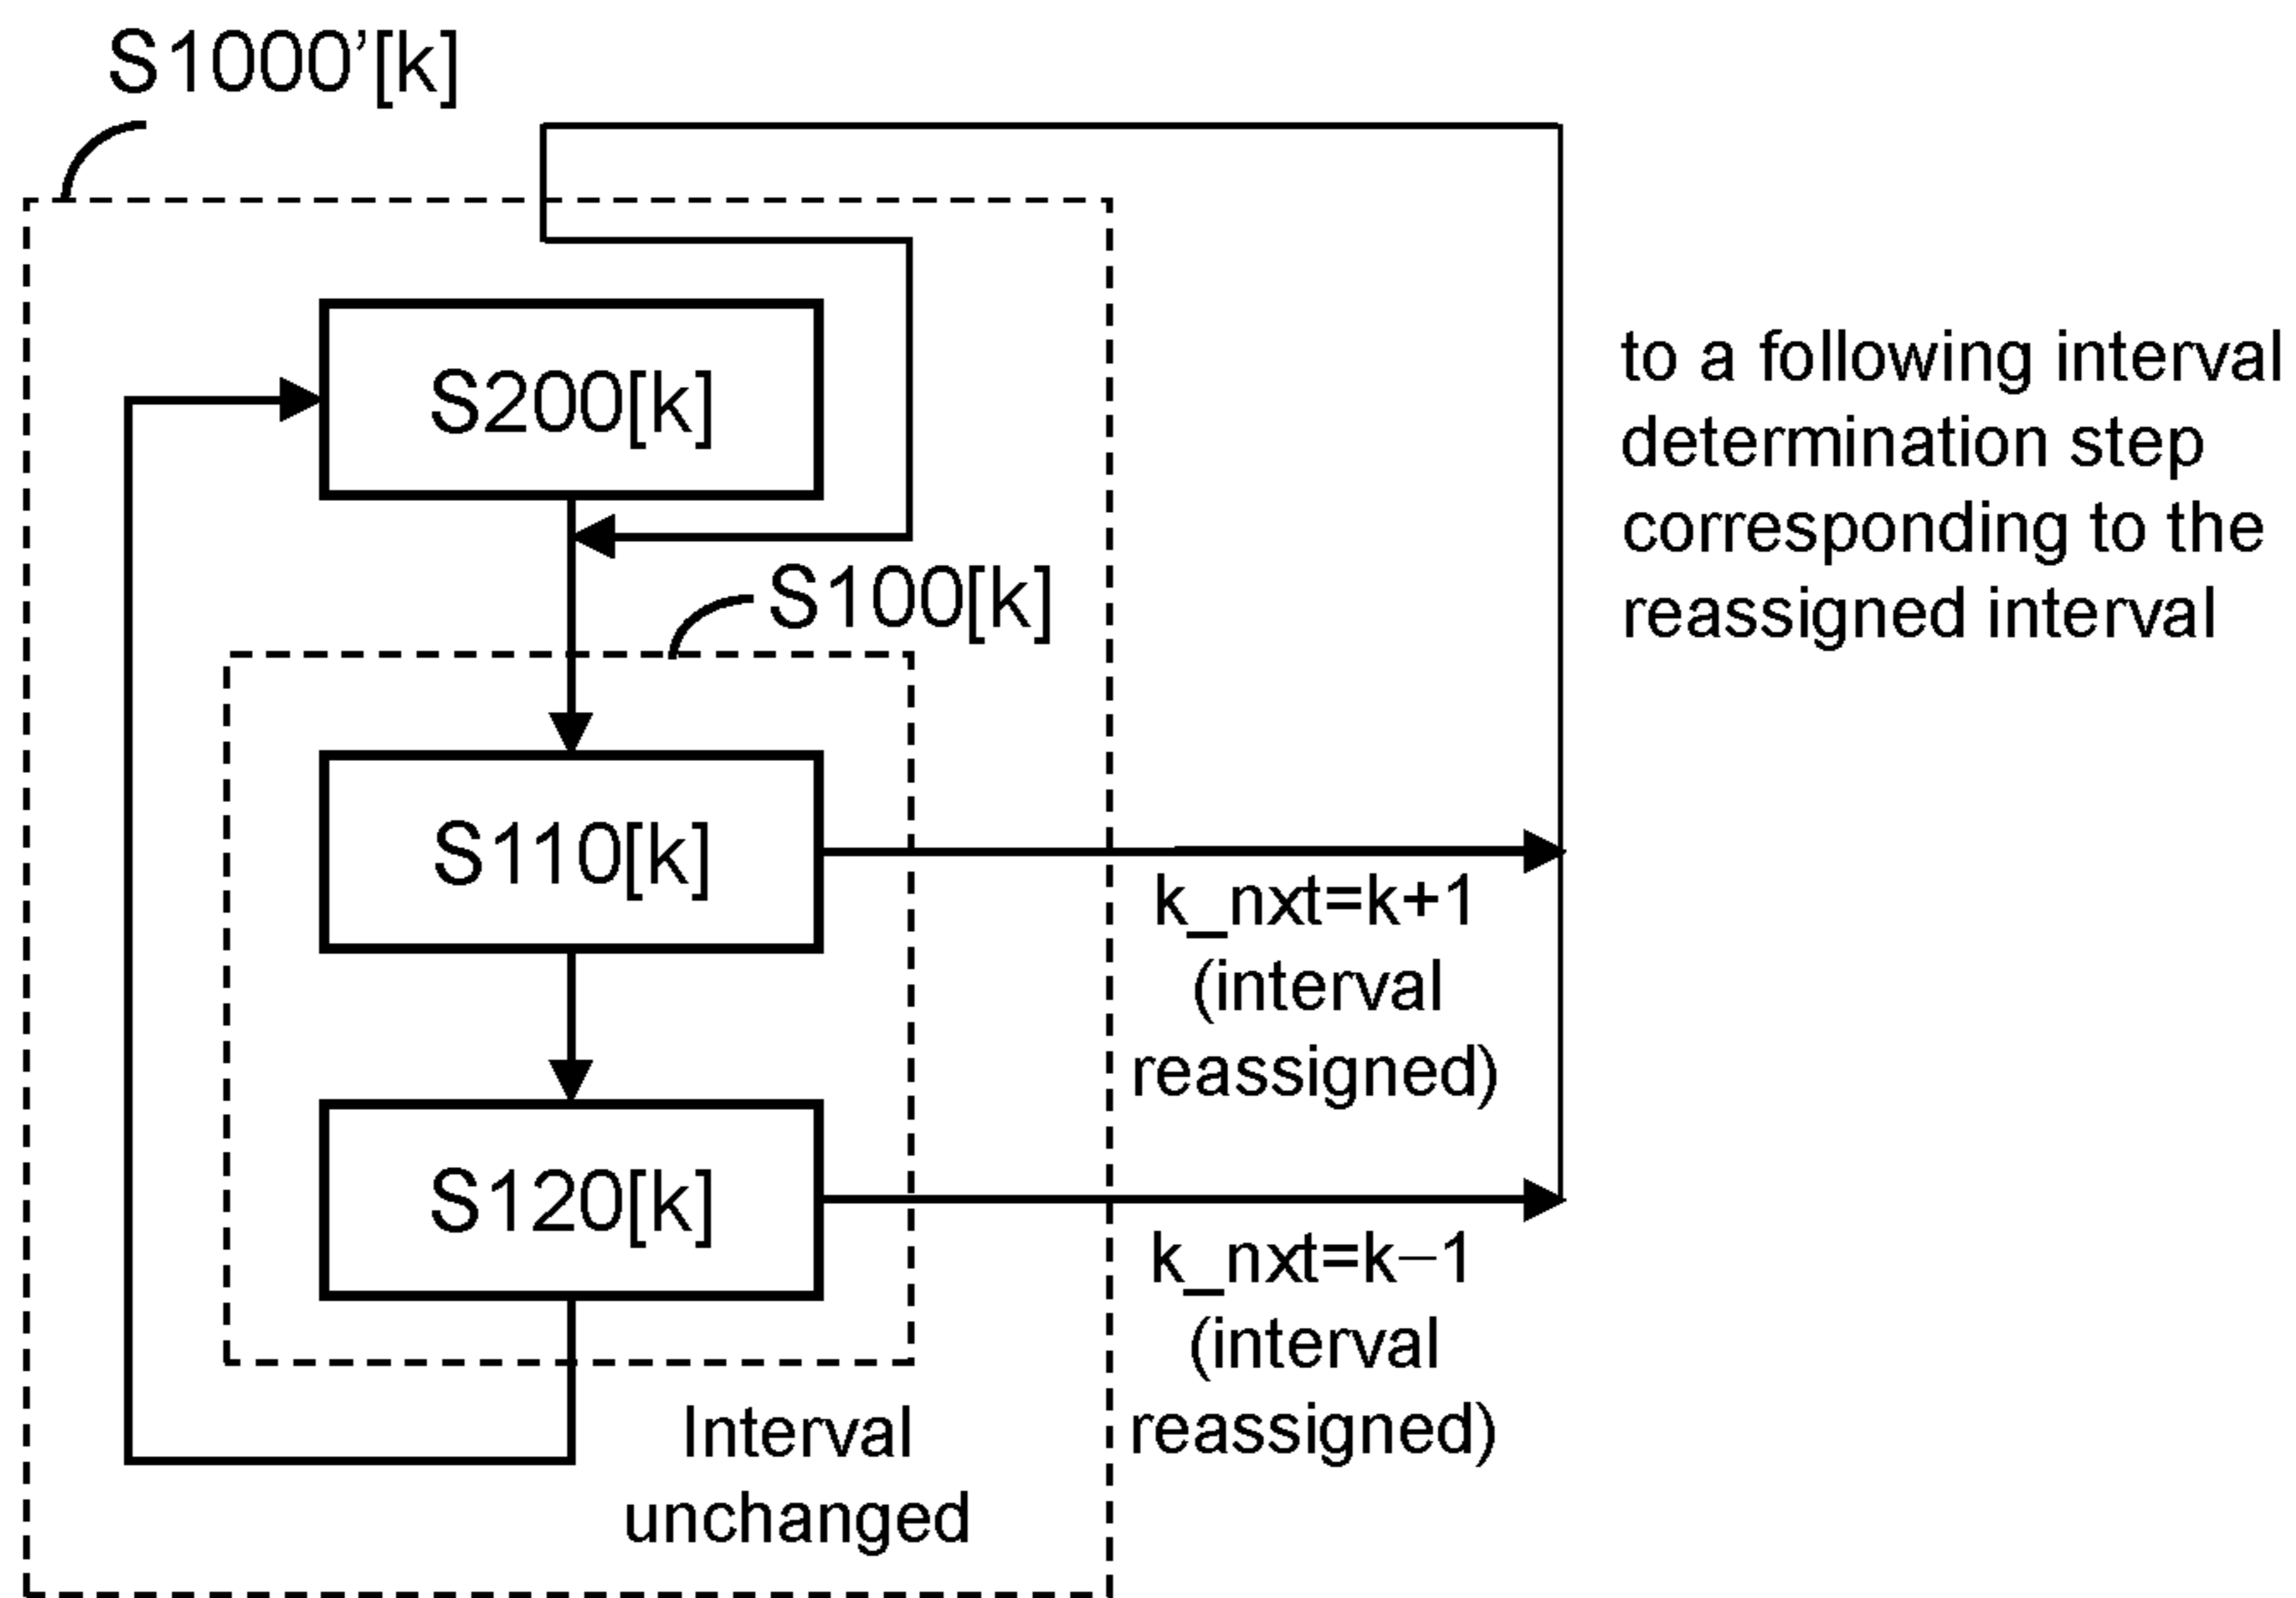 S1000’[k]
S200[k]
to a following interval
determination step
corresponding to the
reassigned interval
S100[k]
S110[k]
k_nxt=k+1
(interval
reassigned)
S120[k]
k_nxt=k−1
(interval
reassigned)
Interval
unchanged